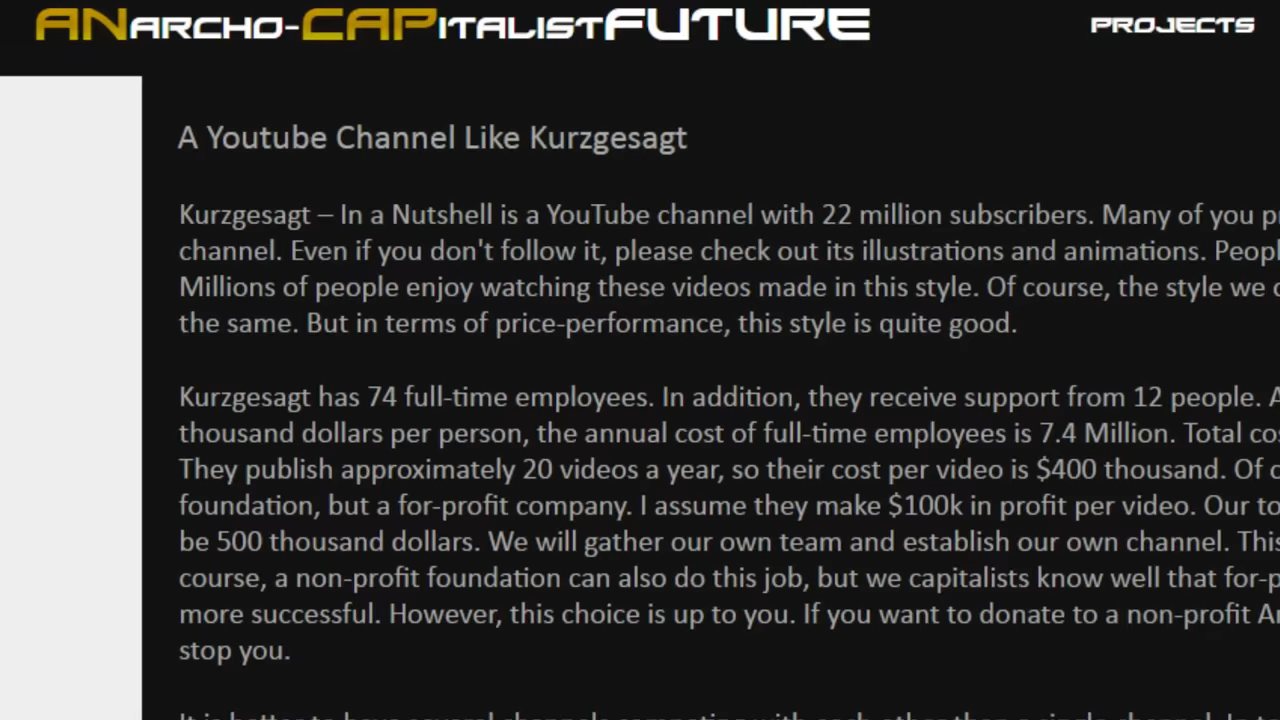 ANARCHO-CAPITALISTFUTURE
PROJECTS
A Youtube Channel Like Kurzgesagt
Kurzgesagt – In a Nutshell is a YouTube channel with 22 million subscribers. Many of you
channel. Even if you don't follow it, please check out its illustrations and animations.
Millions of people enjoy watching these videos made in this style. Of course, the style we
the same. But in terms of price-performance, this style is quite good.
Kurzgesagt has 74 full-time employees. In addition, they receive support from 12 people.
thousand dollars per person, the annual cost of full-time employees is 7.4 Million. Total
They publish approximately 20 videos a year, so their cost per video is $400 thousand. Of
foundation, but a for-profit company. I assume they make $100k in profit per video. Our
be 500 thousand dollars. We will gather our own team and establish our own channel. This
course, a non-profit foundation can also do this job, but we capitalists know well that
more successful. However, this choice is up to you. If you want to donate to a non-profit
stop you.